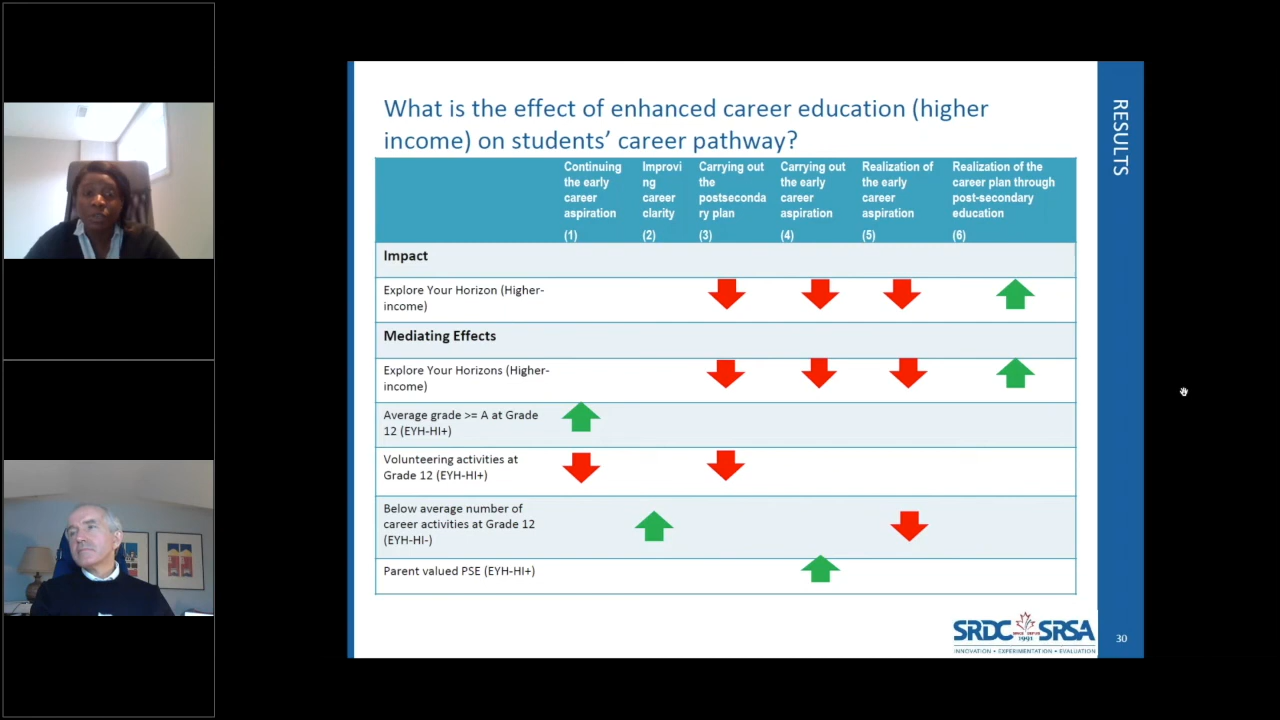 What is the effect of enhanced career education (higher
income) on students' career pathway?
RESULTS
Continuing
the early
career
aspiration
(1)
Improvi
ng
career
clarity
(2)
Carrying out
the
postseconda
ry plan
(3)
Carrying out
the early
career
aspiration
(4)
Realization of
the early
career
aspiration
(5)
Realization of the
career plan through
post-secondary
education
(6)
Impact
Explore Your Horizon (Higher-
income)
Mediating Effects
Explore Your Horizons (Higher-
income)
Average grade >= A at Grade
12 (EYH-HI+)
Volunteering activities at
Grade 12 (EYH-HI+)
Below average number of
career activities at Grade 12
(EYH-HI-)
Parent valued PSE (EYH-HI+)
SRDC SRSA
1991
INNOVATION • EXPERIMENTATION • EVALUATION
30